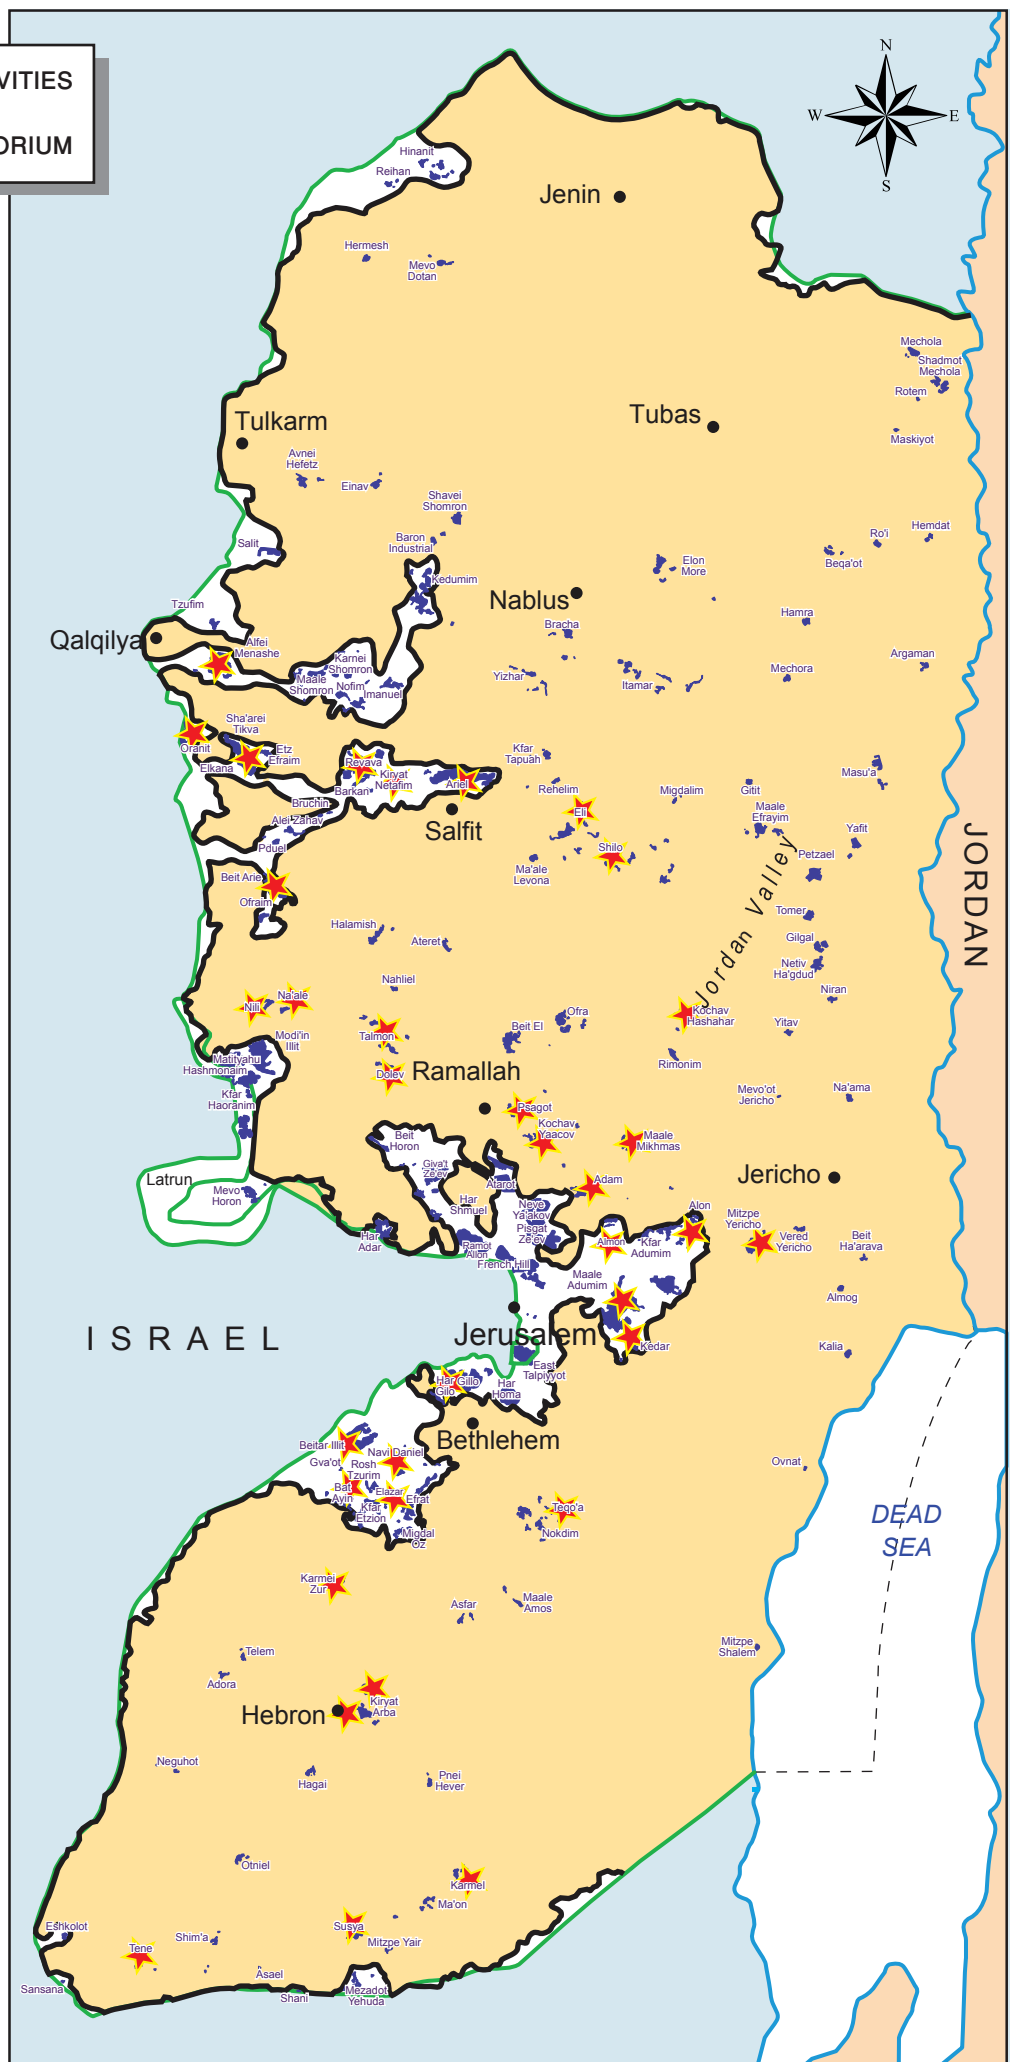 VITIES
ORIUM
N
W
E
S
Hinanit
Reihan
Jenin
Hermesh
Mevo
Dotan
Mechola
Shadmot
Mechola
Rotem
Maskiyot
Tulkarm
Tubas
Avnei
Hefetz
Einav
Shavei
Shomron
Baron
Industrial
Salit
Kedumim
Elon
More
Hemdat
Ro'i
Beqa'ot
Tzufim
Nablus
Bracha
Hamra
Qalqilya
Alfei
Menashe
Karnei
Shomron
Maale
Shomron
Nofim
Imanuel
Yizhar
Itamar
Mechora
Argaman
Sha'arei
Tikva
Oranit
Etz
Efraim
Elkana
Revava
Kiryat
Netafim
Barkan
Ariel
Kfar
Tapuah
Rehelim
Migdalim
Gitit
Masu'a
Bruchin
Alei Zahav
Pduel
Salfit
Eli
Maale
Efrayim
Yafit
Shilo
Petzael
Ma'ale
Levona
Beit Arie
Ofraim
Halamish
Ateret
Tomer
Gilgal
Netiv
Ha'gdud
Niran
Jordan Valley
JORDAN
Nahliel
Nili
Na'ale
Talmon
Beit El
Ofra
Kochav
Hashahar
Yitav
Modi'in
Illit
Matityahu
Hashmonaim
Kfar
Haoranim
Dolev
Ramallah
Rimonim
Mevo'ot
Jericho
Na'ama
Psagot
Kochav
Yaacov
Maale
Mikhmas
Beit
Horon
Giva't
Ze'ev
Latrun
Mevo
Horon
Atarot
Adam
Jericho
Har
Shmuel
Neve
Ya'akov
Pisgat
Ze'ev
Alon
Mitzpe
Yericho
Vered
Yericho
Beit
Ha'arava
Har
Adar
Ramot
Allon
French Hill
Almon
Kfar
Adumim
Maale
Adumim
Almog
ISRAEL
Jerusalem
Kedar
Kalia
East
Talpiyyot
Har
Gilo
Gillo
Har
Homa
Bethlehem
Beitar Illit
Navi Daniel
Gva'ot
Rosh
Tzurim
Bat
Ayin
Elazar
Efrat
Kfar
Etzion
Migdal
Oz
Ovnat
Teqo'a
Nokdim
DEAD
SEA
Karmei
Zur
Asfar
Maale
Amos
Telem
Adora
Mitzpe
Shalem
Kiryat
Arba
Hebron
Neguhot
Hagai
Pnei
Hever
Otniel
Karmel
Ma'on
Eshkolot
Shim'a
Susya
Mitzpe Yair
Tene
Asael
Sansana
Shani
Mezadot
Yehuda